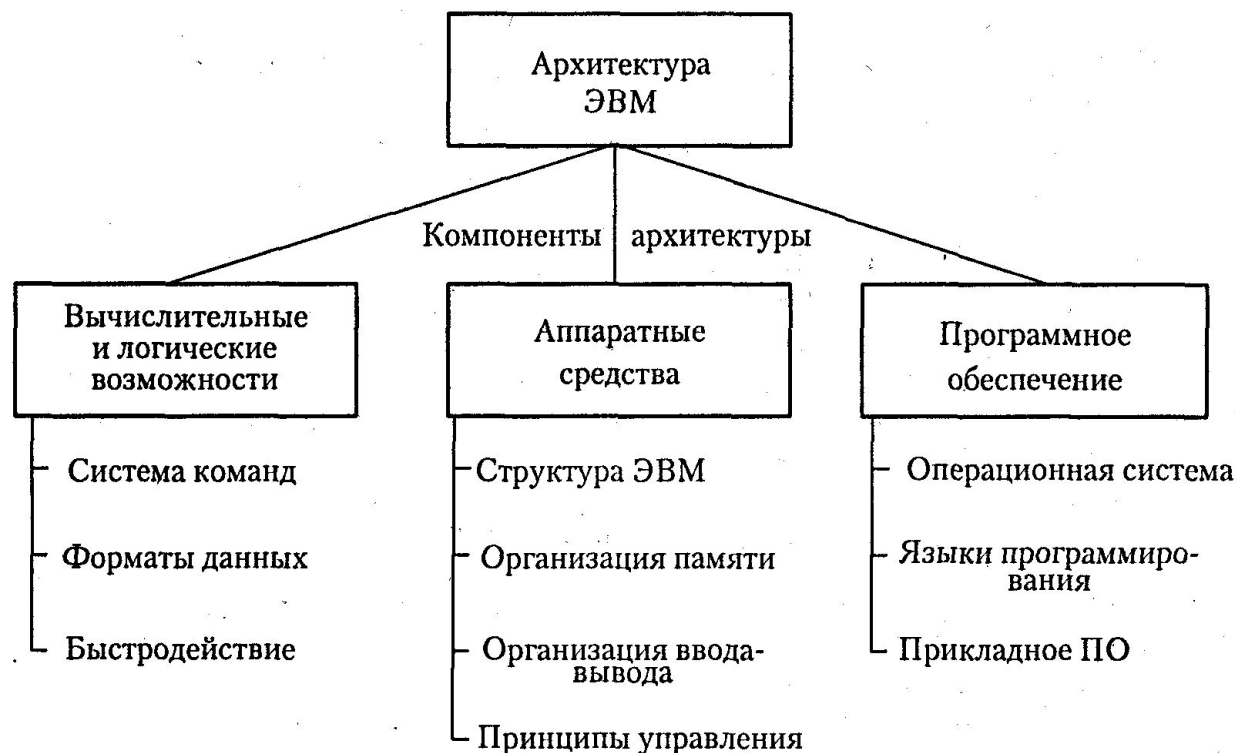 Архитектура
ЭВМ
Компоненты архитектуры
Вычислительные
и логические
возможности
Система команд
Форматы данных
Быстродействие
Аппаратные
средства
Структура ЭВМ
Организация памяти
Организация ввода-
вывода
Принципы управления
Программное
обеспечение
Операционная система
Языки программиро-
вания
Прикладное ПО